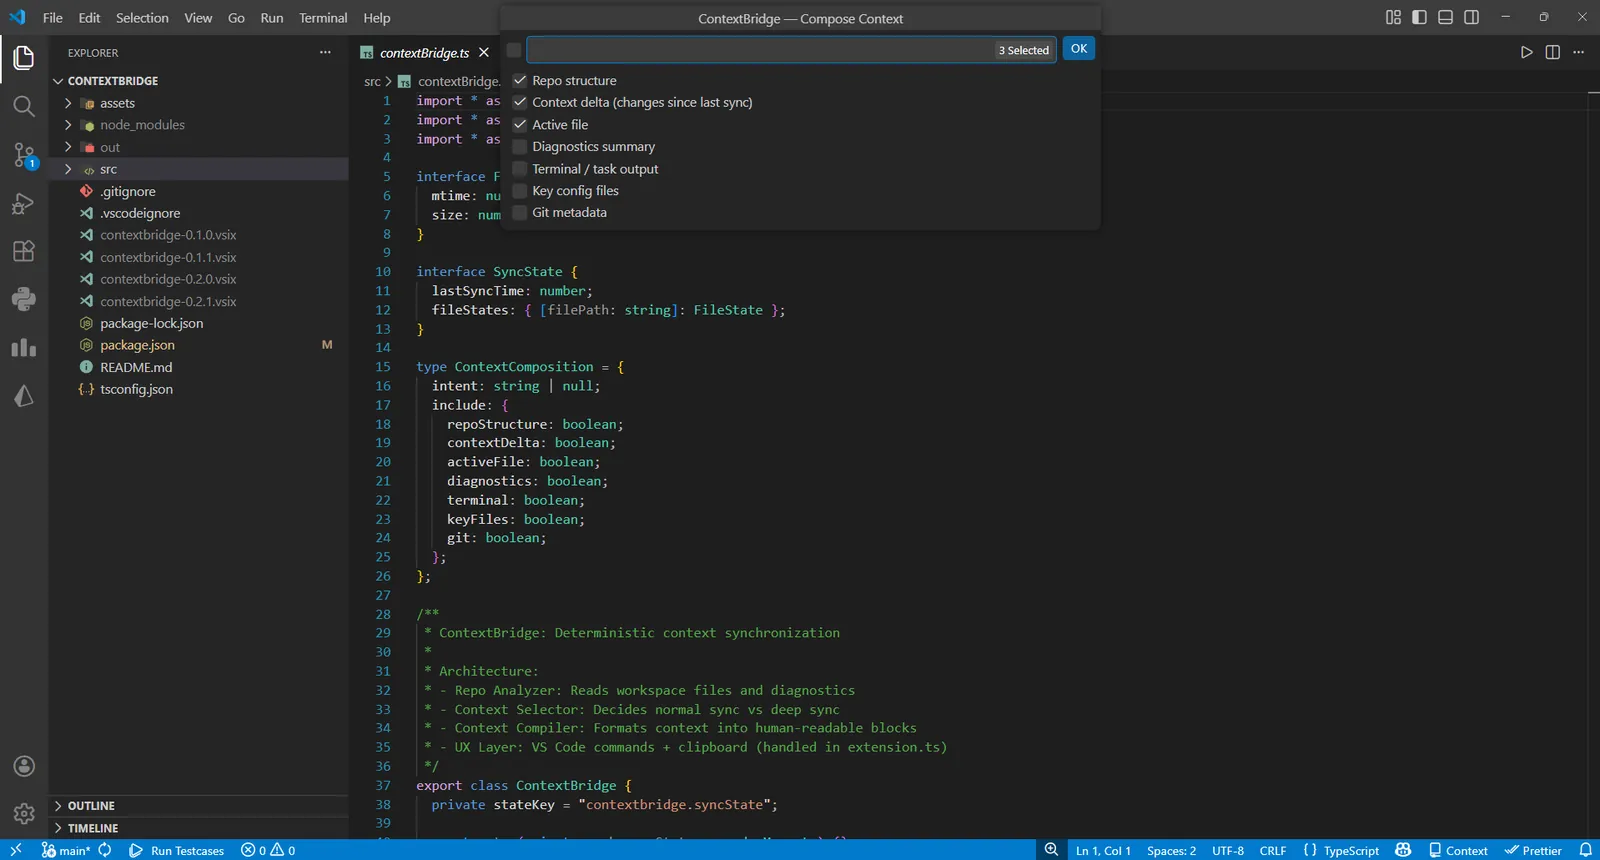 File Edit Selection View Go Run Terminal Help
ContextBridge — Compose Context
3 Selected
OK
Repo structure
Context delta (changes since last sync)
Active file
Diagnostics summary
Terminal / task output
Key config files
Git metadata
EXPLORER
CONTEXTBRIDGE
assets
node_modules
out
src
.gitignore
.vscodeignore
contextbridge-0.1.0.vsix
contextbridge-0.1.1.vsix
contextbridge-0.2.0.vsix
contextbridge-0.2.1.vsix
package-lock.json
package.json M
README.md
tsconfig.json
OUTLINE
TIMELINE
1
TS contextBridge.ts
src > TS contextBridge.
1 import * as
2 import * as
3 import * as
4
5 interface F
6 mtime: nu
7 size: num
8 }
9
10 interface SyncState {
11 lastSyncTime: number;
12 fileStates: { [filePath: string]: FileState };
13 }
14
15 type ContextComposition = {
16 intent: string | null;
17 include: {
18 repoStructure: boolean;
19 contextDelta: boolean;
20 activeFile: boolean;
21 diagnostics: boolean;
22 terminal: boolean;
23 keyFiles: boolean;
24 git: boolean;
25 };
26 };
27
28 /**
29 * ContextBridge: Deterministic context synchronization
30 *
31 * Architecture:
32 * - Repo Analyzer: Reads workspace files and diagnostics
33 * - Context Selector: Decides normal sync vs deep sync
34 * - Context Compiler: Formats context into human-readable blocks
35 * - UX Layer: VS Code commands + clipboard (handled in extension.ts)
36 */
37 export class ContextBridge {
38 private stateKey = "contextbridge.syncState";
39
main* Run Testcases 0 0 Ln 1, Col 1 Spaces: 2 UTF-8 CRLF {} TypeScript Context Prettier